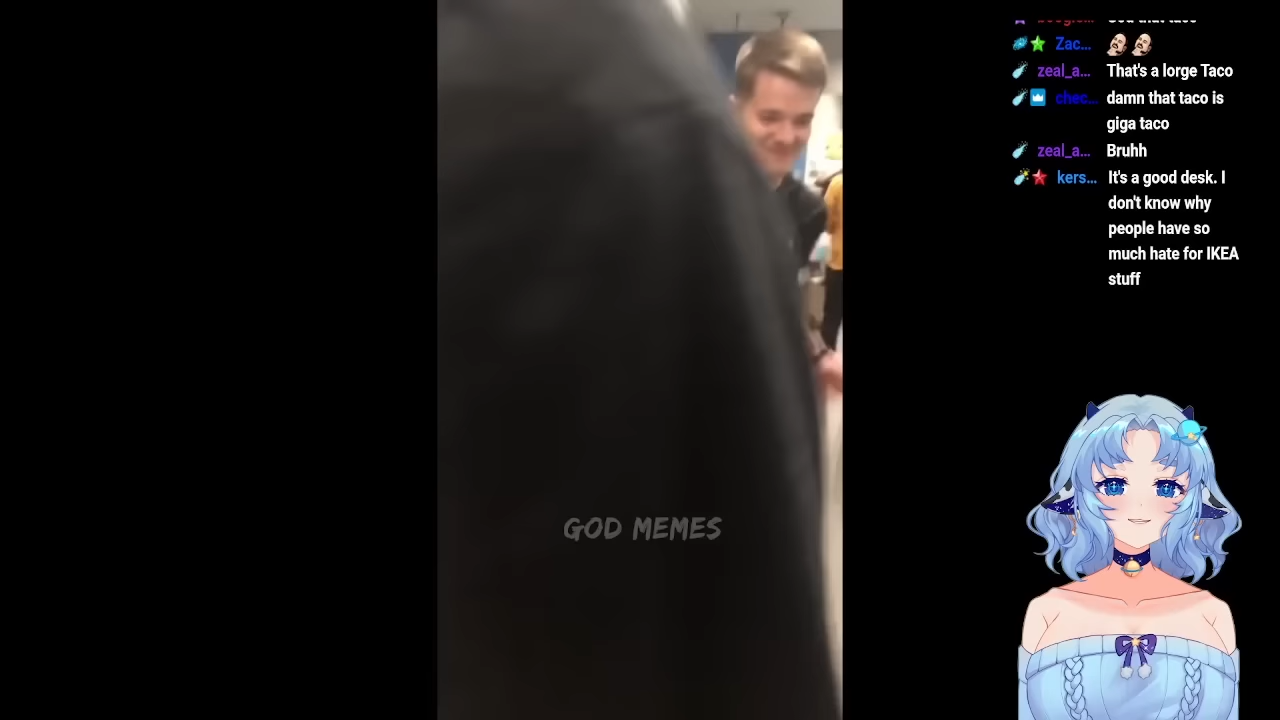 Zac...
zeal_a... That's a lorge Taco
chec... damn that taco is
giga taco
zeal_a... Bruhh
kers... It's a good desk. I
don't know why
people have so
much hate for IKEA
stuff
GOD MEMES